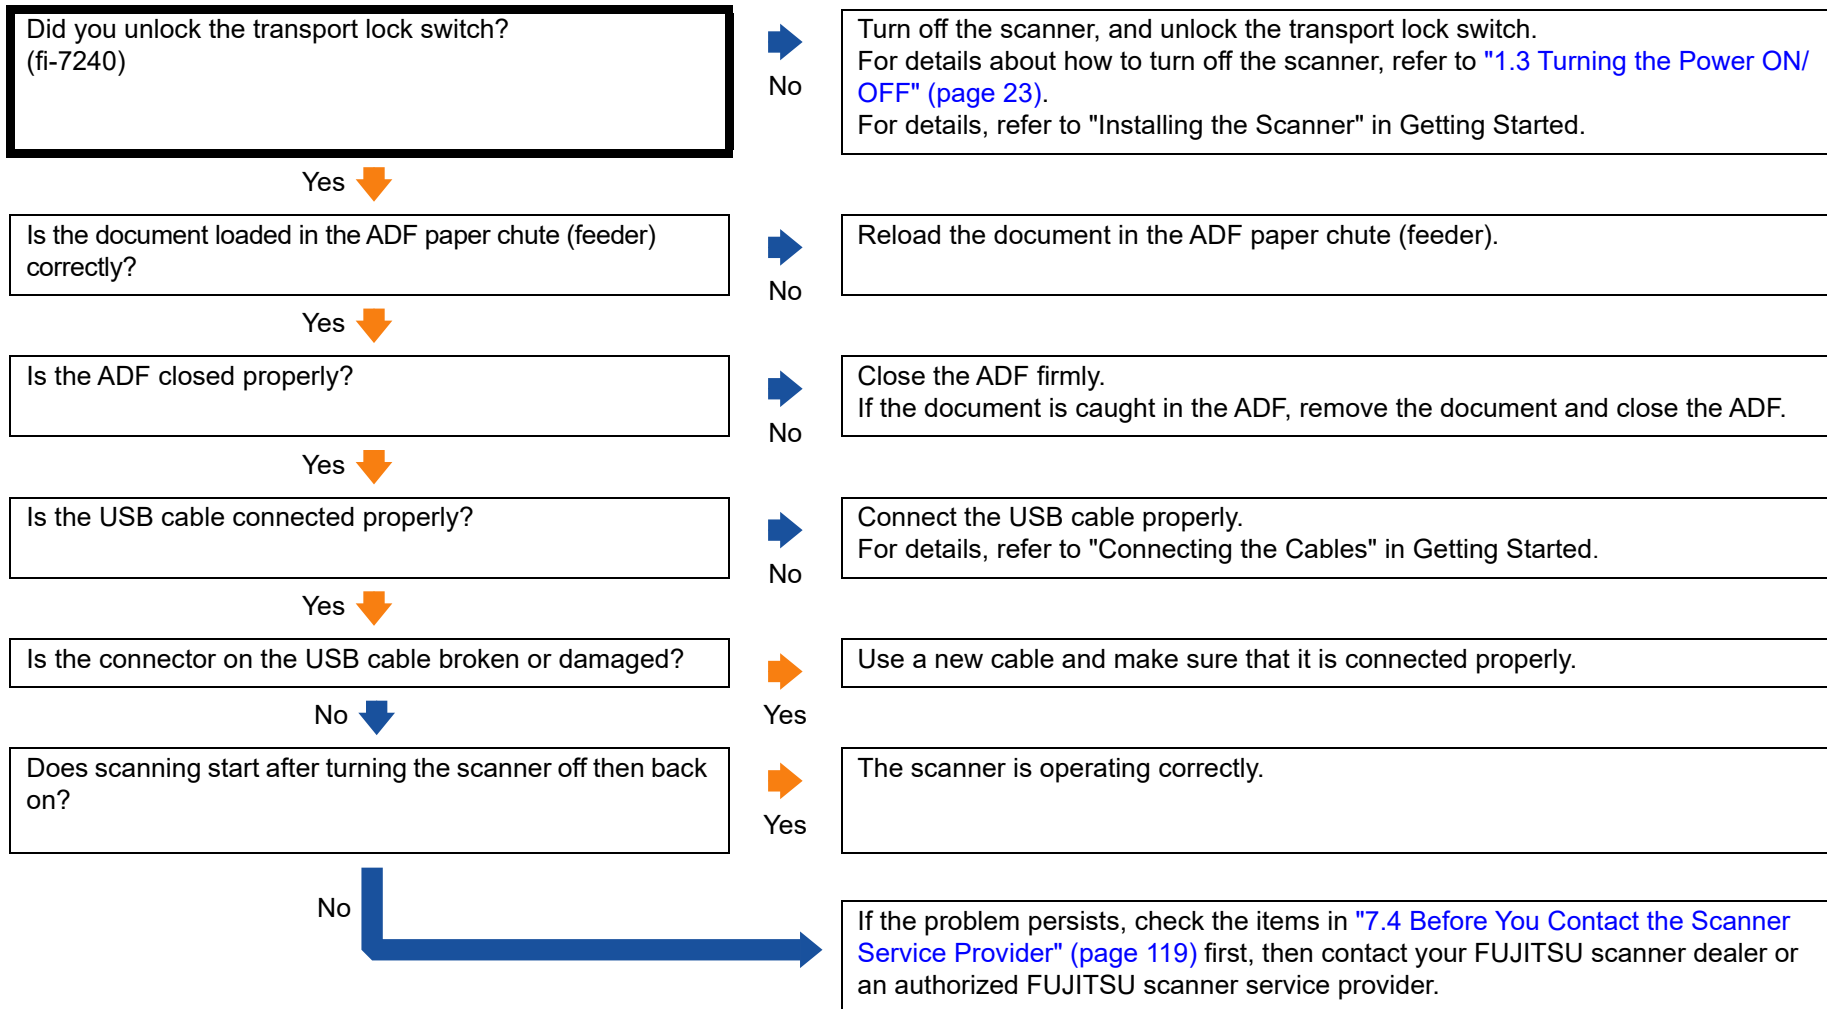 Did you unlock the transport lock switch?
(fi-7240)
No
Turn off the scanner, and unlock the transport lock switch.
For details about how to turn off the scanner, refer to "1.3 Turning the Power ON/
OFF" (page 23).
For details, refer to "Installing the Scanner" in Getting Started.
Yes
Is the document loaded in the ADF paper chute (feeder)
correctly?
No
Reload the document in the ADF paper chute (feeder).
Yes
Is the ADF closed properly?
No
Close the ADF firmly.
If the document is caught in the ADF, remove the document and close the ADF.
Yes
Is the USB cable connected properly?
No
Connect the USB cable properly.
For details, refer to "Connecting the Cables" in Getting Started.
Yes
Is the connector on the USB cable broken or damaged?
Yes
Use a new cable and make sure that it is connected properly.
No
Does scanning start after turning the scanner off then back
on?
Yes
The scanner is operating correctly.
No
If the problem persists, check the items in "7.4 Before You Contact the Scanner
Service Provider" (page 119) first, then contact your FUJITSU scanner dealer or
an authorized FUJITSU scanner service provider.